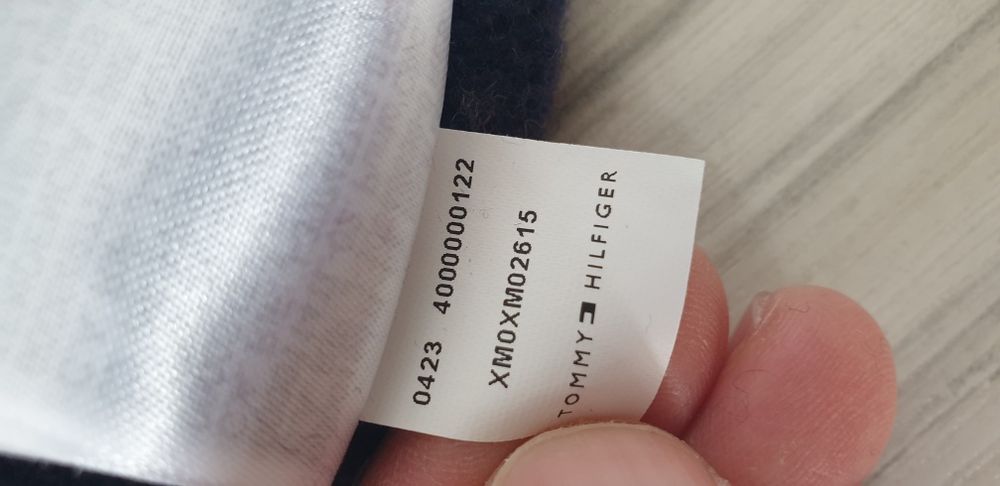 TOMMY HILFIGER
XM0XM02615
0423 4000000122